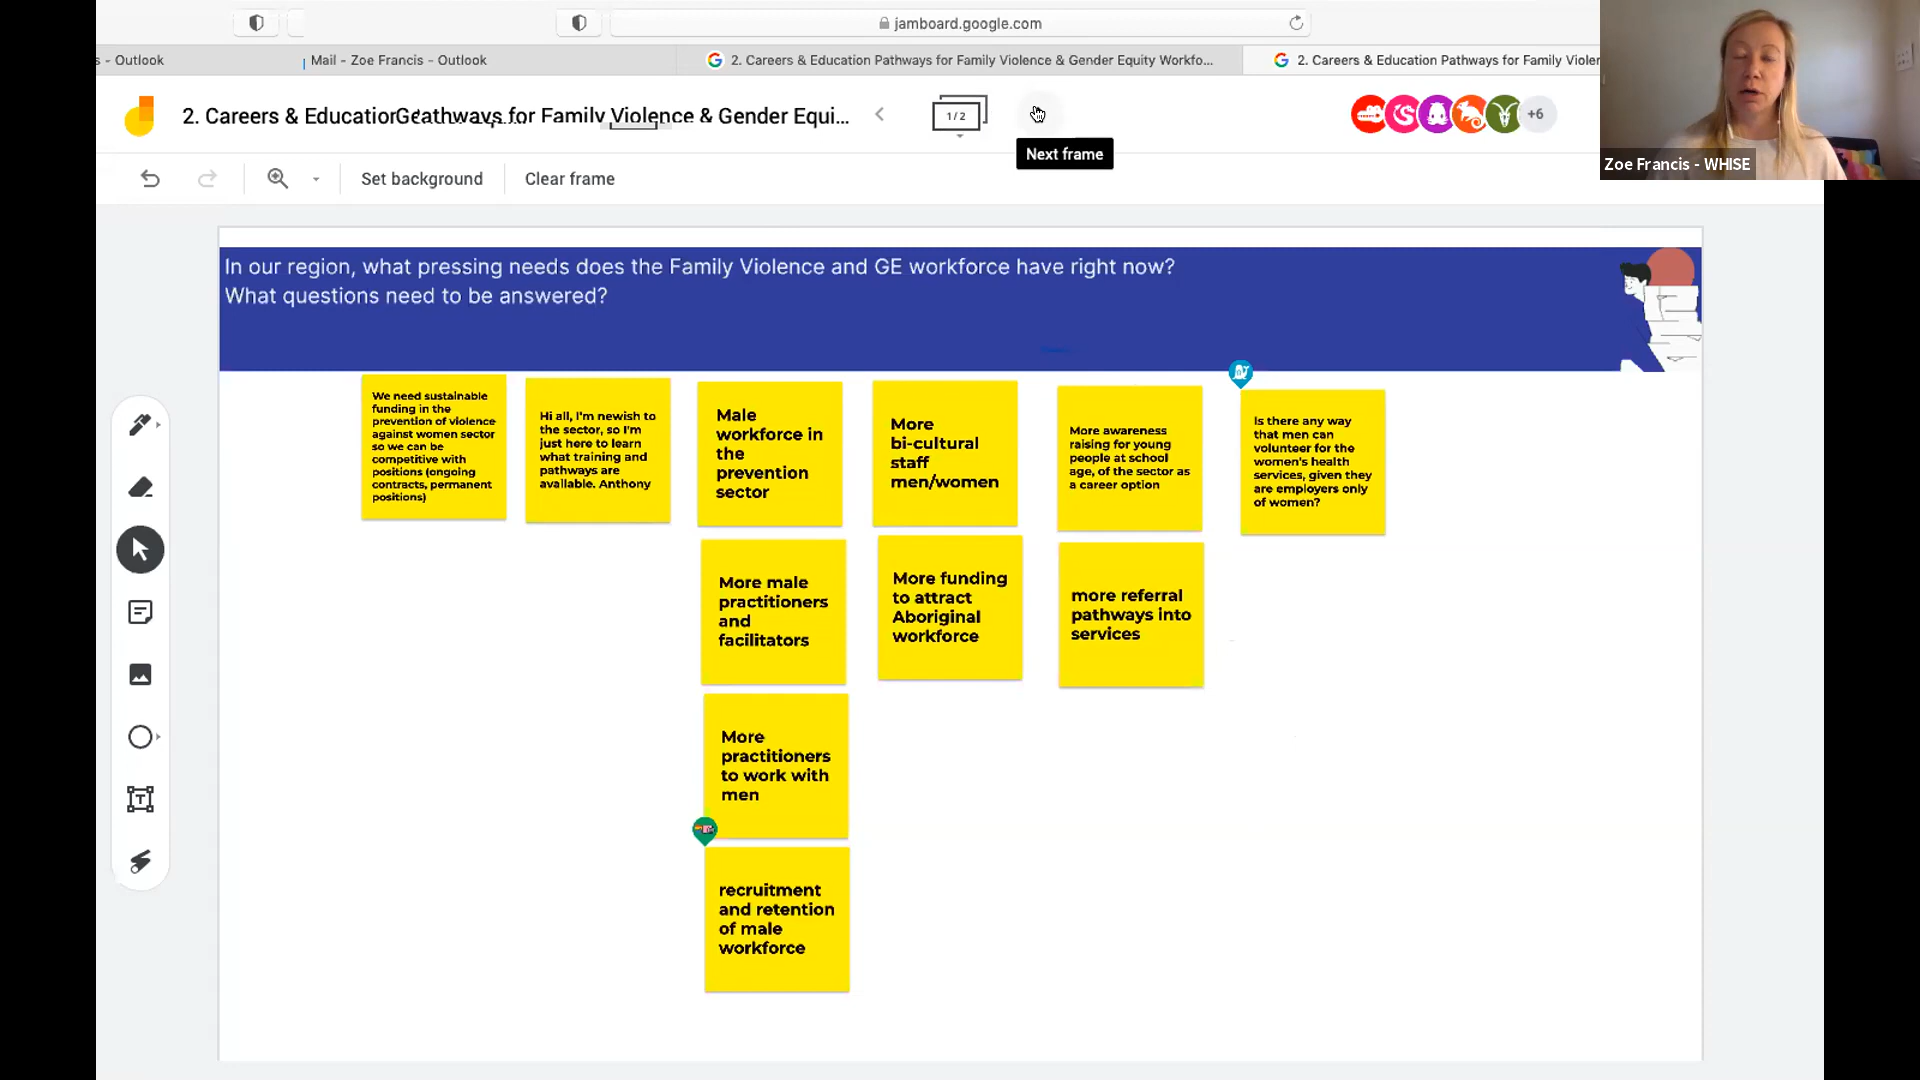 jamboard.google.com
s - Outlook
Mail - Zoe Francis - Outlook
2. Careers & Education Pathways for Family Violence & Gender Equity Workfo...
2. Careers & Education Pathways for Family Violen
2. Careers & Education Pathways for Family Violence & Gender Equi...
1/2
+6
Next frame
Zoe Francis - WHISE
Set background
Clear frame
In our region, what pressing needs does the Family Violence and GE workforce have right now?
What questions need to be answered?
We need sustainable
funding in the
prevention of violence
against women sector
so we can be
competitive with
positions (ongoing
contracts, permanent
positions)
Hi all, I'm newish to
the sector, so I'm
just here to learn
what training and
pathways are
available. Anthony
Male
workforce in
the
prevention
sector
More
bi-cultural
staff
men/women
More awareness
raising for young
people at school
age, of the sector as
a career option
Is there any way
that men can
volunteer for the
women's health
services, given they
are employers only
of women?
More male
practitioners
and
facilitators
More funding
to attract
Aboriginal
workforce
more referral
pathways into
services
More
practitioners
to work with
men
recruitment
and retention
of male
workforce